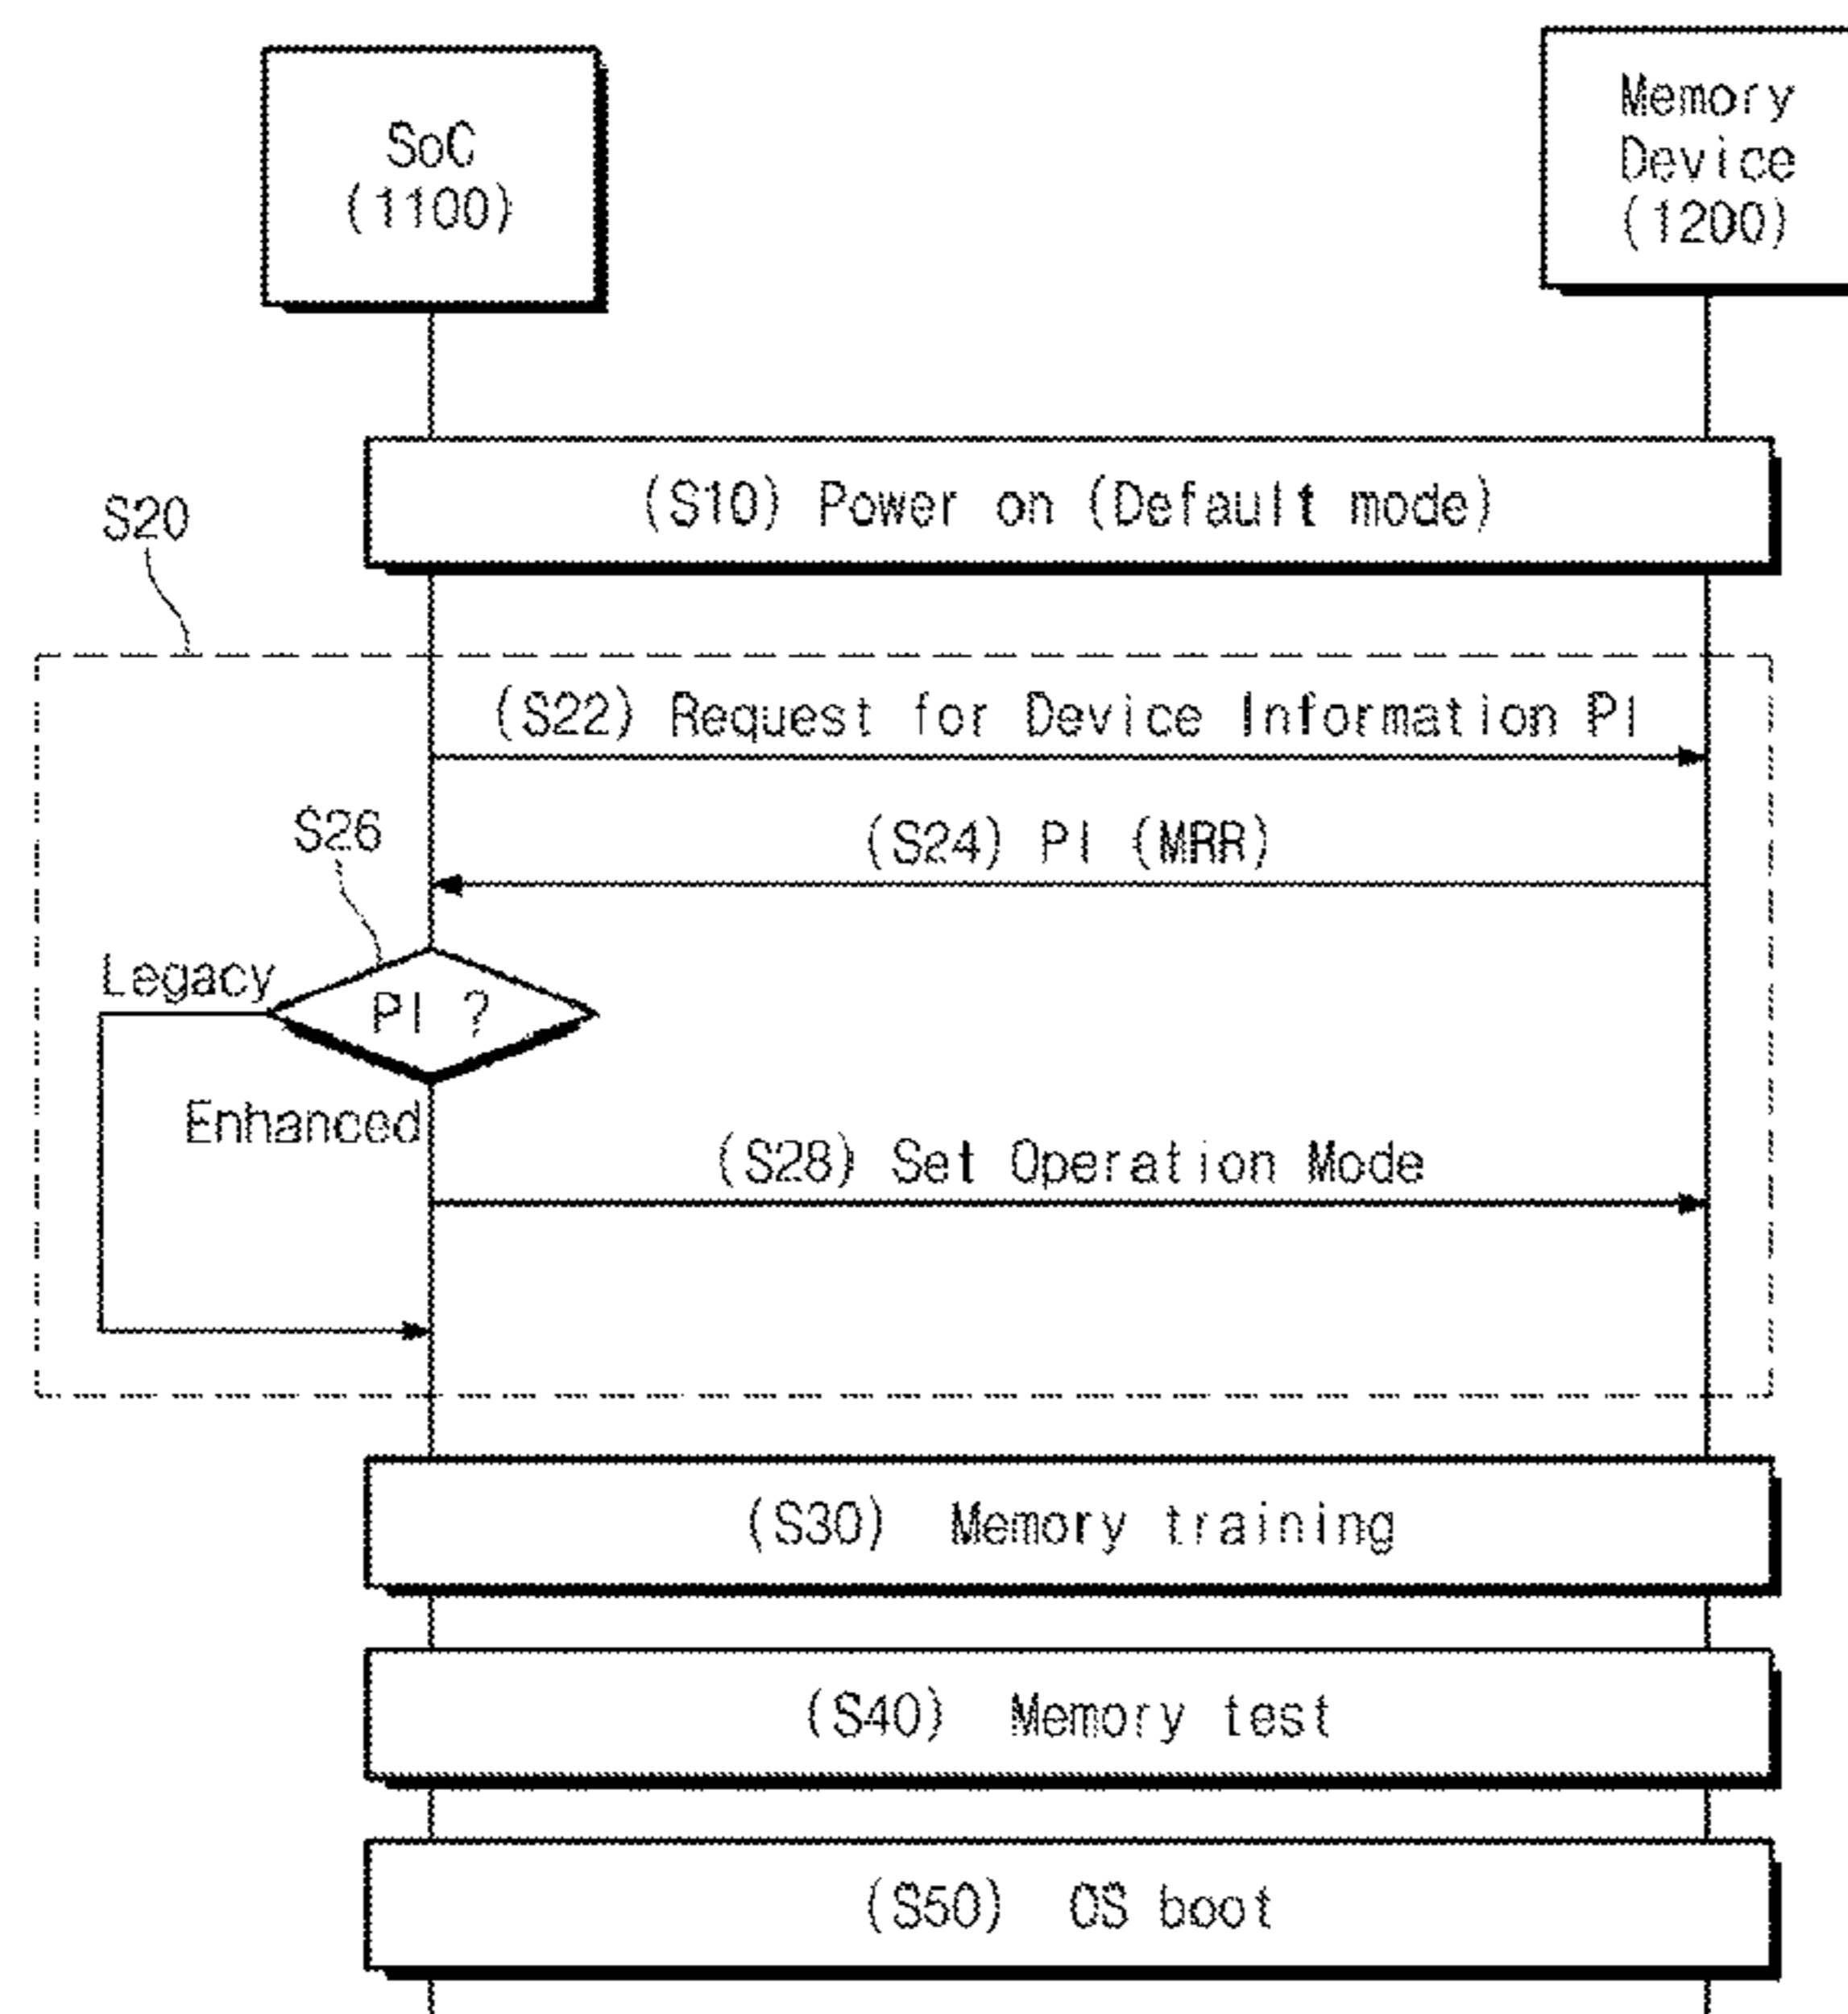 SoC
(1100)
Memory
Device
(1200)
(S10) Power on (Default mode)
S20
(S22) Request for Device Information PI
(S24) PI (MRR)
S26
Legacy
PI ?
Enhanced
(S28) Set Operation Mode
(S30) Memory training
(S40) Memory test
(S50) OS boot